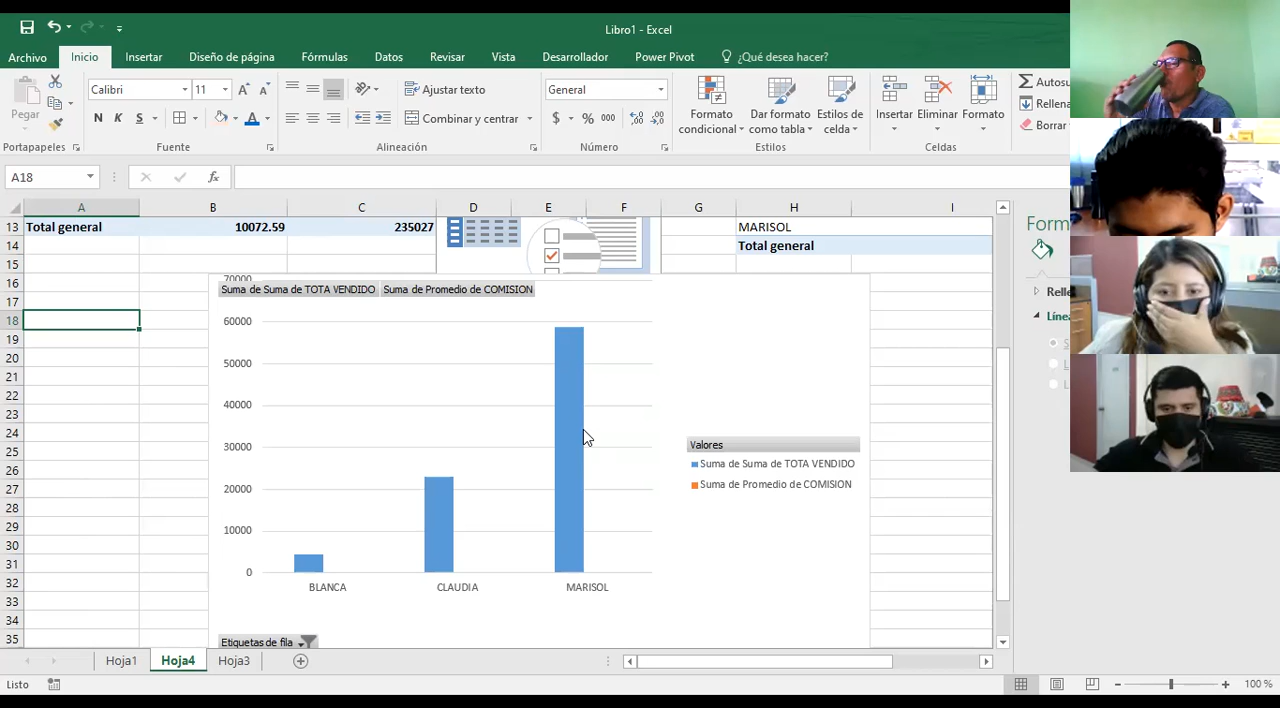 Libro1 - Excel
Archivo Inicio Insertar Diseño de página Fórmulas Datos Revisar Vista Desarrollador Power Pivot ¿Qué desea hacer?
Pegar
Calibri 11
N K S
Ajustar texto
Combinar y centrar
General
$ % 000
Formato condicional
Dar formato como tabla
Estilos de celda
Insertar Eliminar Formato
Autosu
Rellena
Borrar
Portapapeles Fuente Alineación Número Estilos Celdas
A18 fx
A B C D E F G H I
13 Total general 10072.59 235027 MARISOL
14 Total general
15
16
17
18
19
20
21
22
23
24
25
26
27
28
29
30
31
32
33
34
35
70000
Suma de Suma de TOTA VENDIDO Suma de Promedio de COMISION
60000
50000
40000
30000
20000
10000
0
BLANCA CLAUDIA MARISOL
Valores
Suma de Suma de TOTA VENDIDO
Suma de Promedio de COMISION
Etiquetas de fila
Form
Relle
Líne
S
L
L
Hoja1 Hoja4 Hoja3
Listo 100 %